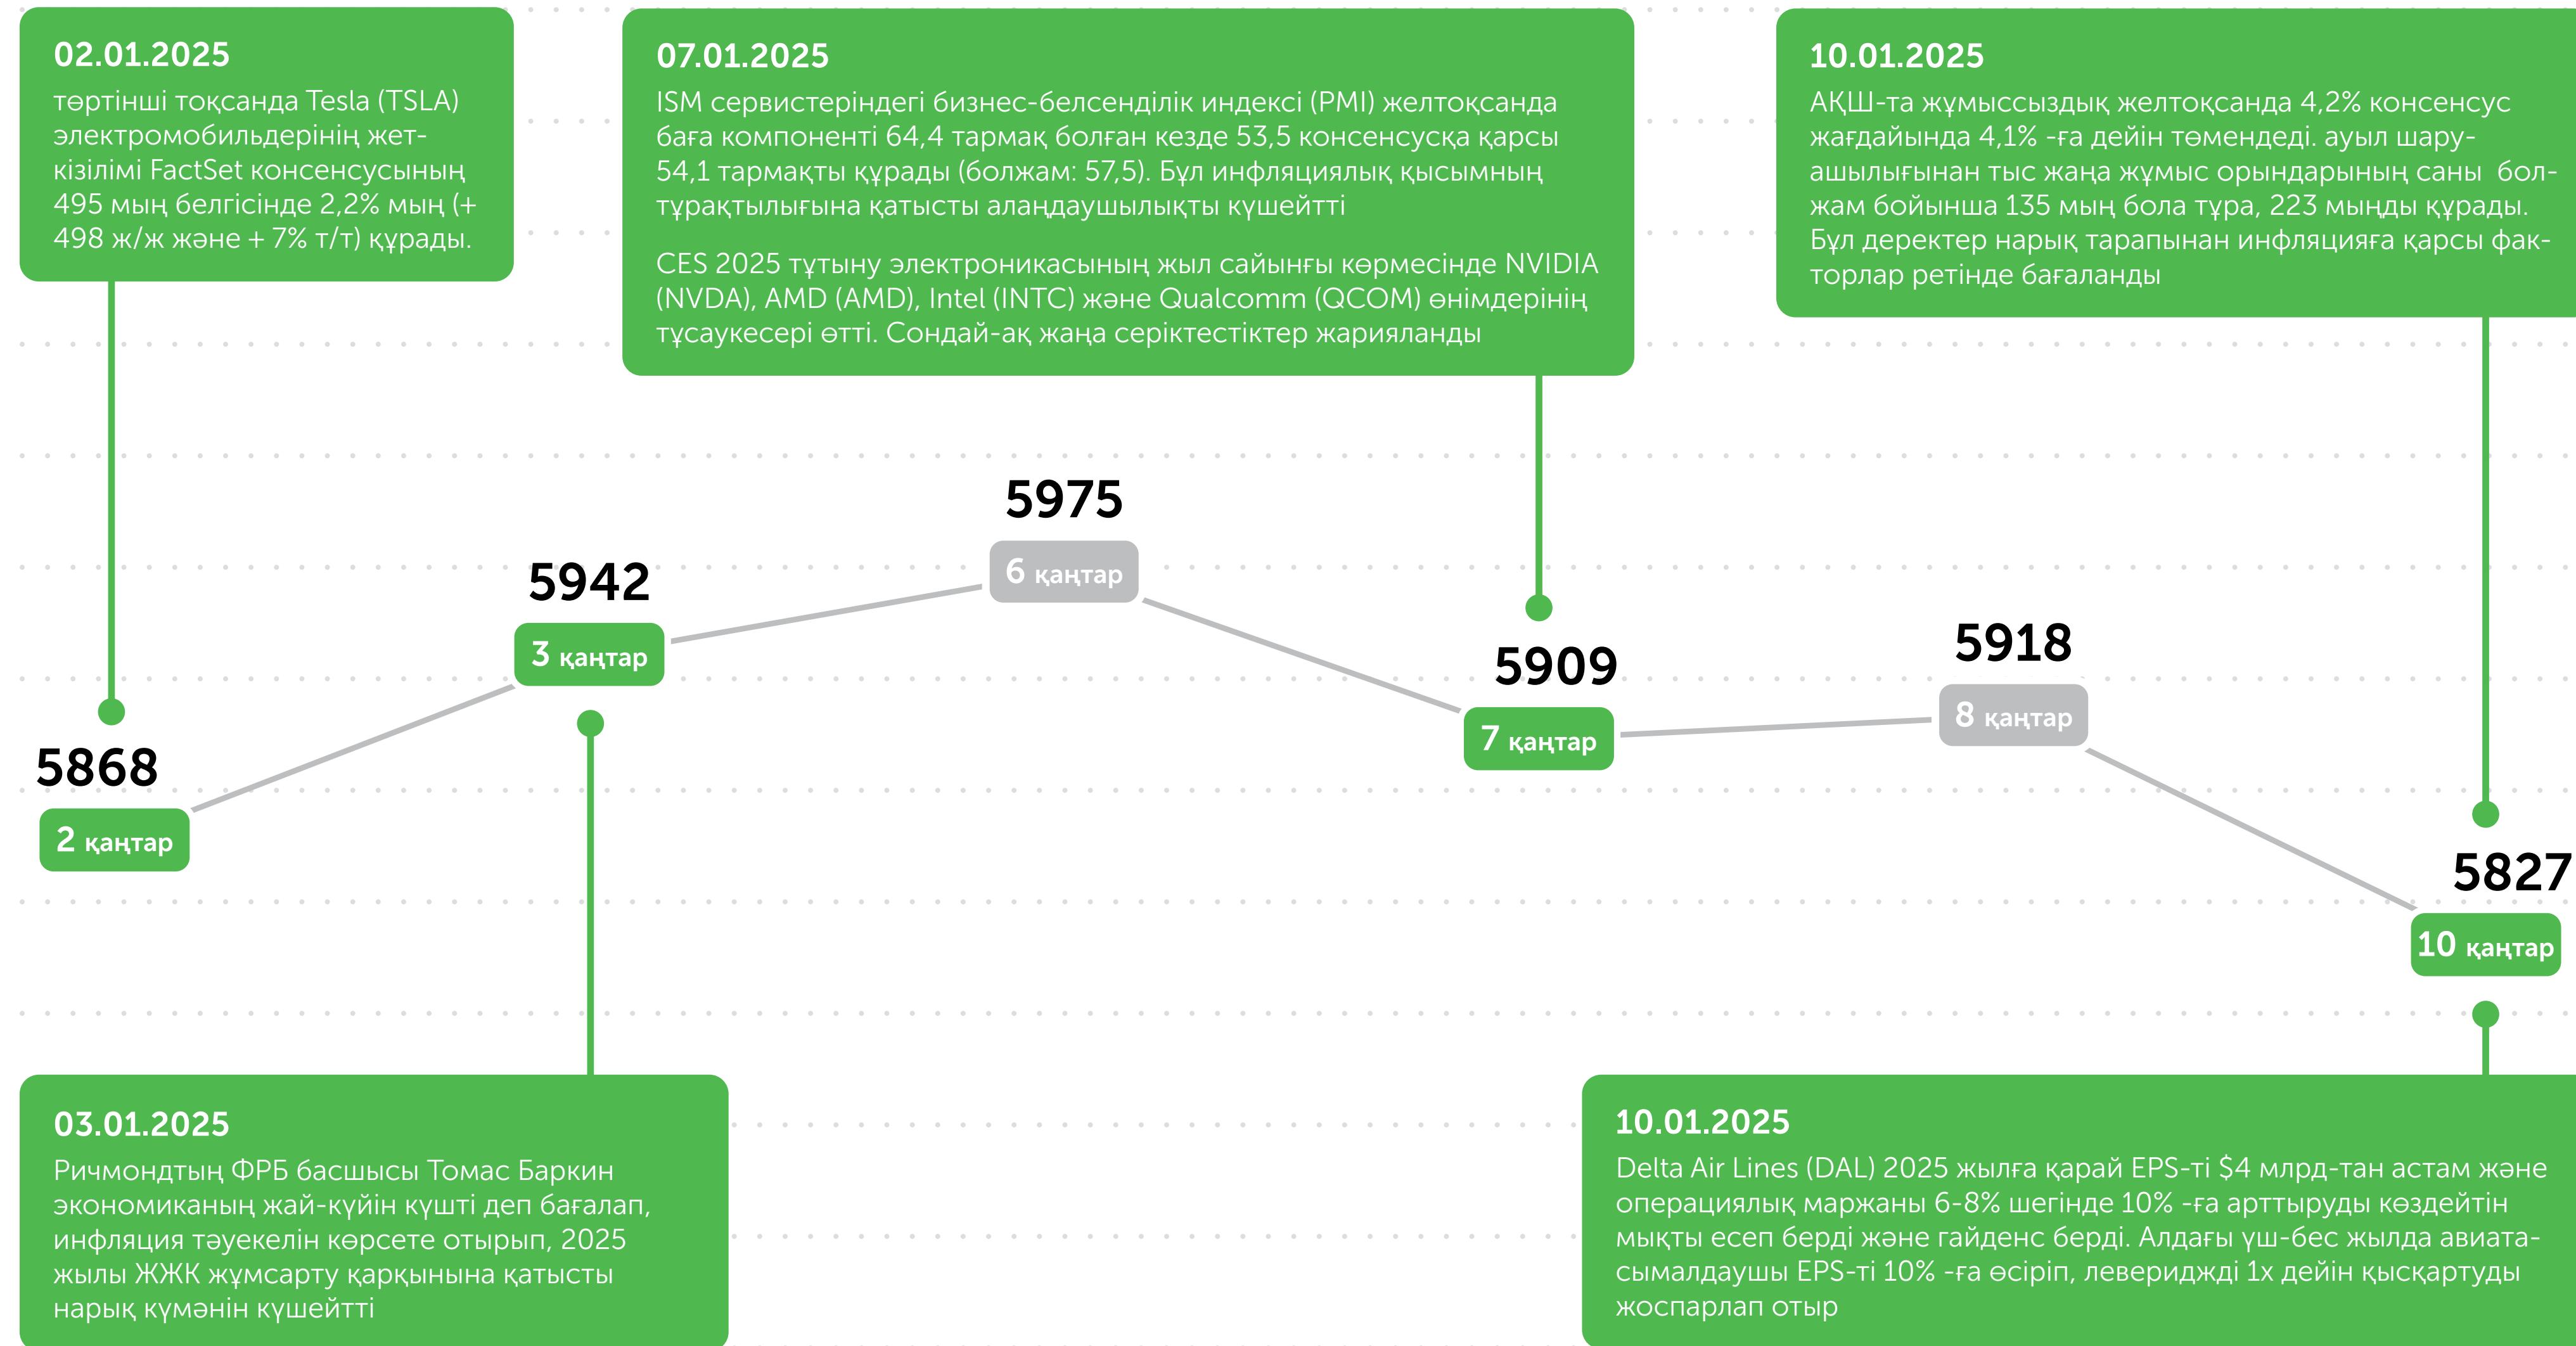 02.01.2025
төртінші тоқсанда Tesla (TSLA)
электромобильдерінің жет-
кізілімі FactSet консенсусының
495 мың белгісінде 2,2% мың (+
498 ж/ж және + 7% т/т) құрады.
07.01.2025
ISM сервистеріндегі бизнес-белсенділік индексі (PMI) желтоқсанда
баға компоненті 64,4 тармақ болған кезде 53,5 консенсусқа қарсы
54,1 тармақты құрады (болжам: 57,5). Бұл инфляциялық қысымның
тұрақтылығына қатысты алаңдаушылықты күшейтті
CES 2025 тұтыну электроникасының жыл сайынғы көрмесінде NVIDIA
(NVDA), AMD (AMD), Intel (INTC) және Qualcomm (QCOM) өнімдерінің
тұсаукесері өтті. Сондай-ақ жаңа серіктестіктер жарияланды
10.01.2025
АҚШ-та жұмыссыздық желтоқсанда 4,2% консенсус
жағдайында 4,1% -ға дейін төмендеді. ауыл шару-
ашылығынан тыс жаңа жұмыс орындарының саны  бол-
жам бойынша 135 мың бола тұра, 223 мыңды құрады.
Бұл деректер нарық тарапынан инфляцияға қарсы фак-
торлар ретінде бағаланды
5868
2 қаңтар
5942
3 қаңтар
5975
6 қаңтар
5909
7 қаңтар
5918
8 қаңтар
5827
10 қаңтар
03.01.2025
Ричмондтың ФРБ басшысы Томас Баркин
экономиканың жай-күйін күшті деп бағалап,
инфляция тәуекелін көрсете отырып, 2025
жылы ЖЖК жұмсарту қарқынына қатысты
нарық күмәнін күшейтті
10.01.2025
Delta Air Lines (DAL) 2025 жылға қарай EPS-ті $4 млрд-тан астам және
операциялық маржаны 6-8% шегінде 10% -ға арттыруды көздейтін
мықты есеп берді және гайденс берді. Алдағы үш-бес жылда авиата-
сымалдаушы EPS-ті 10% -ға өсіріп, левериджді 1x дейін қысқартуды
жоспарлап отыр